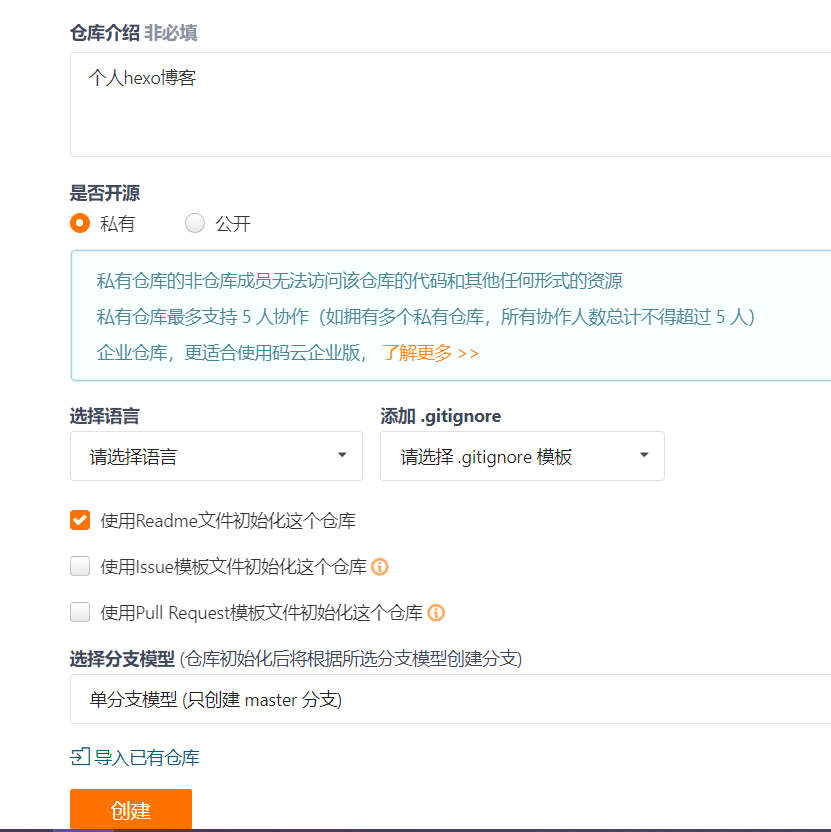 仓库介绍 非必填
个人hexo博客
是否开源
私有 公开
私有仓库的非仓库成员无法访问该仓库的代码和其他任何形式的资源
私有仓库最多支持 5 人协作（如拥有多个私有仓库，所有协作人数总计不得超过 5 人）
企业仓库，更适合使用码云企业版， 了解更多 >>
选择语言 添加 .gitignore
请选择语言 请选择 .gitignore 模板
使用Readme文件初始化这个仓库
使用Issue模板文件初始化这个仓库
使用Pull Request模板文件初始化这个仓库
选择分支模型 (仓库初始化后将根据所选分支模型创建分支)
单分支模型 (只创建 master 分支)
导入已有仓库
创建